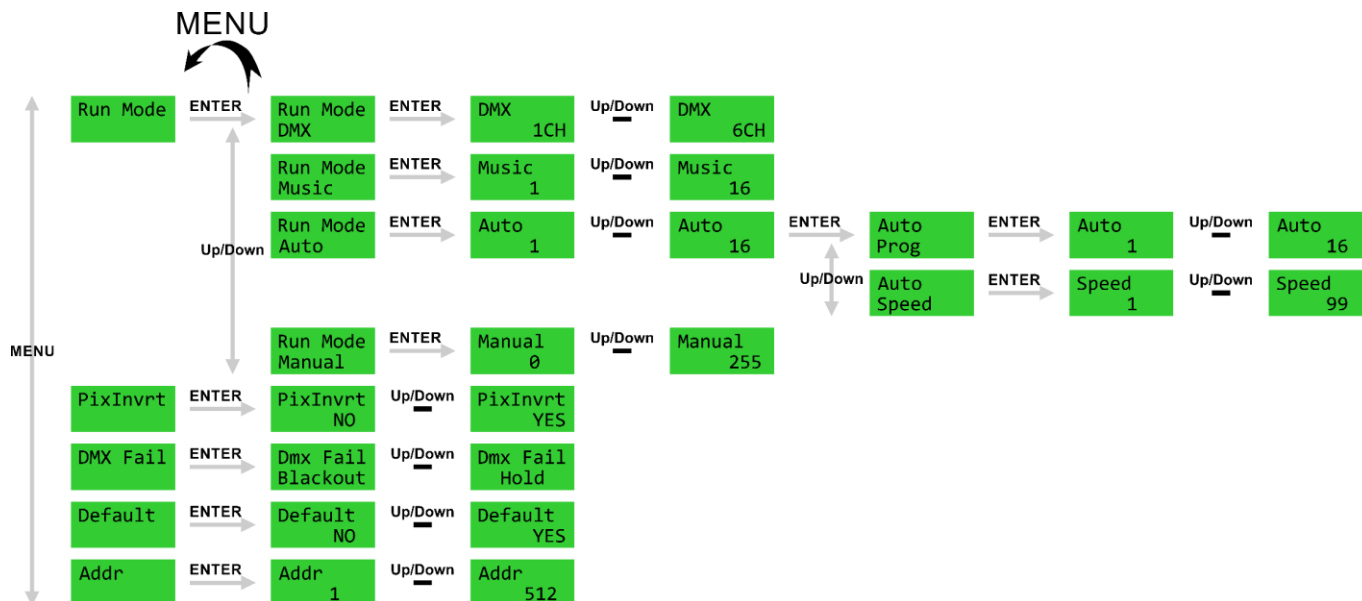 MENU
Run Mode
ENTER
Run Mode
DMX
ENTER
DMX
1CH
Up/Down
DMX
6CH
Run Mode
Music
ENTER
Music
1
Up/Down
Music
16
Up/Down
Run Mode
Auto
ENTER
Auto
1
Up/Down
Auto
16
ENTER
Auto
Prog
ENTER
Auto
1
Up/Down
Auto
16
Up/Down
Auto
Speed
ENTER
Speed
1
Up/Down
Speed
99
MENU
Run Mode
Manual
ENTER
Manual
0
Up/Down
Manual
255
PixInvrt
ENTER
PixInvrt
NO
Up/Down
PixInvrt
YES
DMX Fail
ENTER
Dmx Fail
Blackout
Up/Down
Dmx Fail
Hold
Default
ENTER
Default
NO
Up/Down
Default
YES
Addr
ENTER
Addr
1
Up/Down
Addr
512